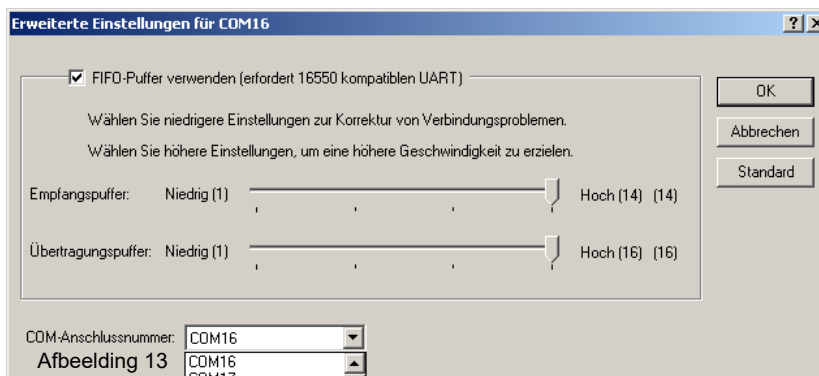 Erweiterte Einstellungen für COM16
FIFO-Puffer verwenden (erfordert 16550 kompatiblen UART)
OK
Wählen Sie niedrigere Einstellungen zur Korrektur von Verbindungsproblemen.
Abbrechen
Wählen Sie höhere Einstellungen, um eine höhere Geschwindigkeit zu erzielen.
Standard
Empfangspuffer: Niedrig (1) Hoch (14) (14)
Übertragungspuffer: Niedrig (1) Hoch (16) (16)
COM-Anschlussnummer: COM16
Afbeelding 13 COM16